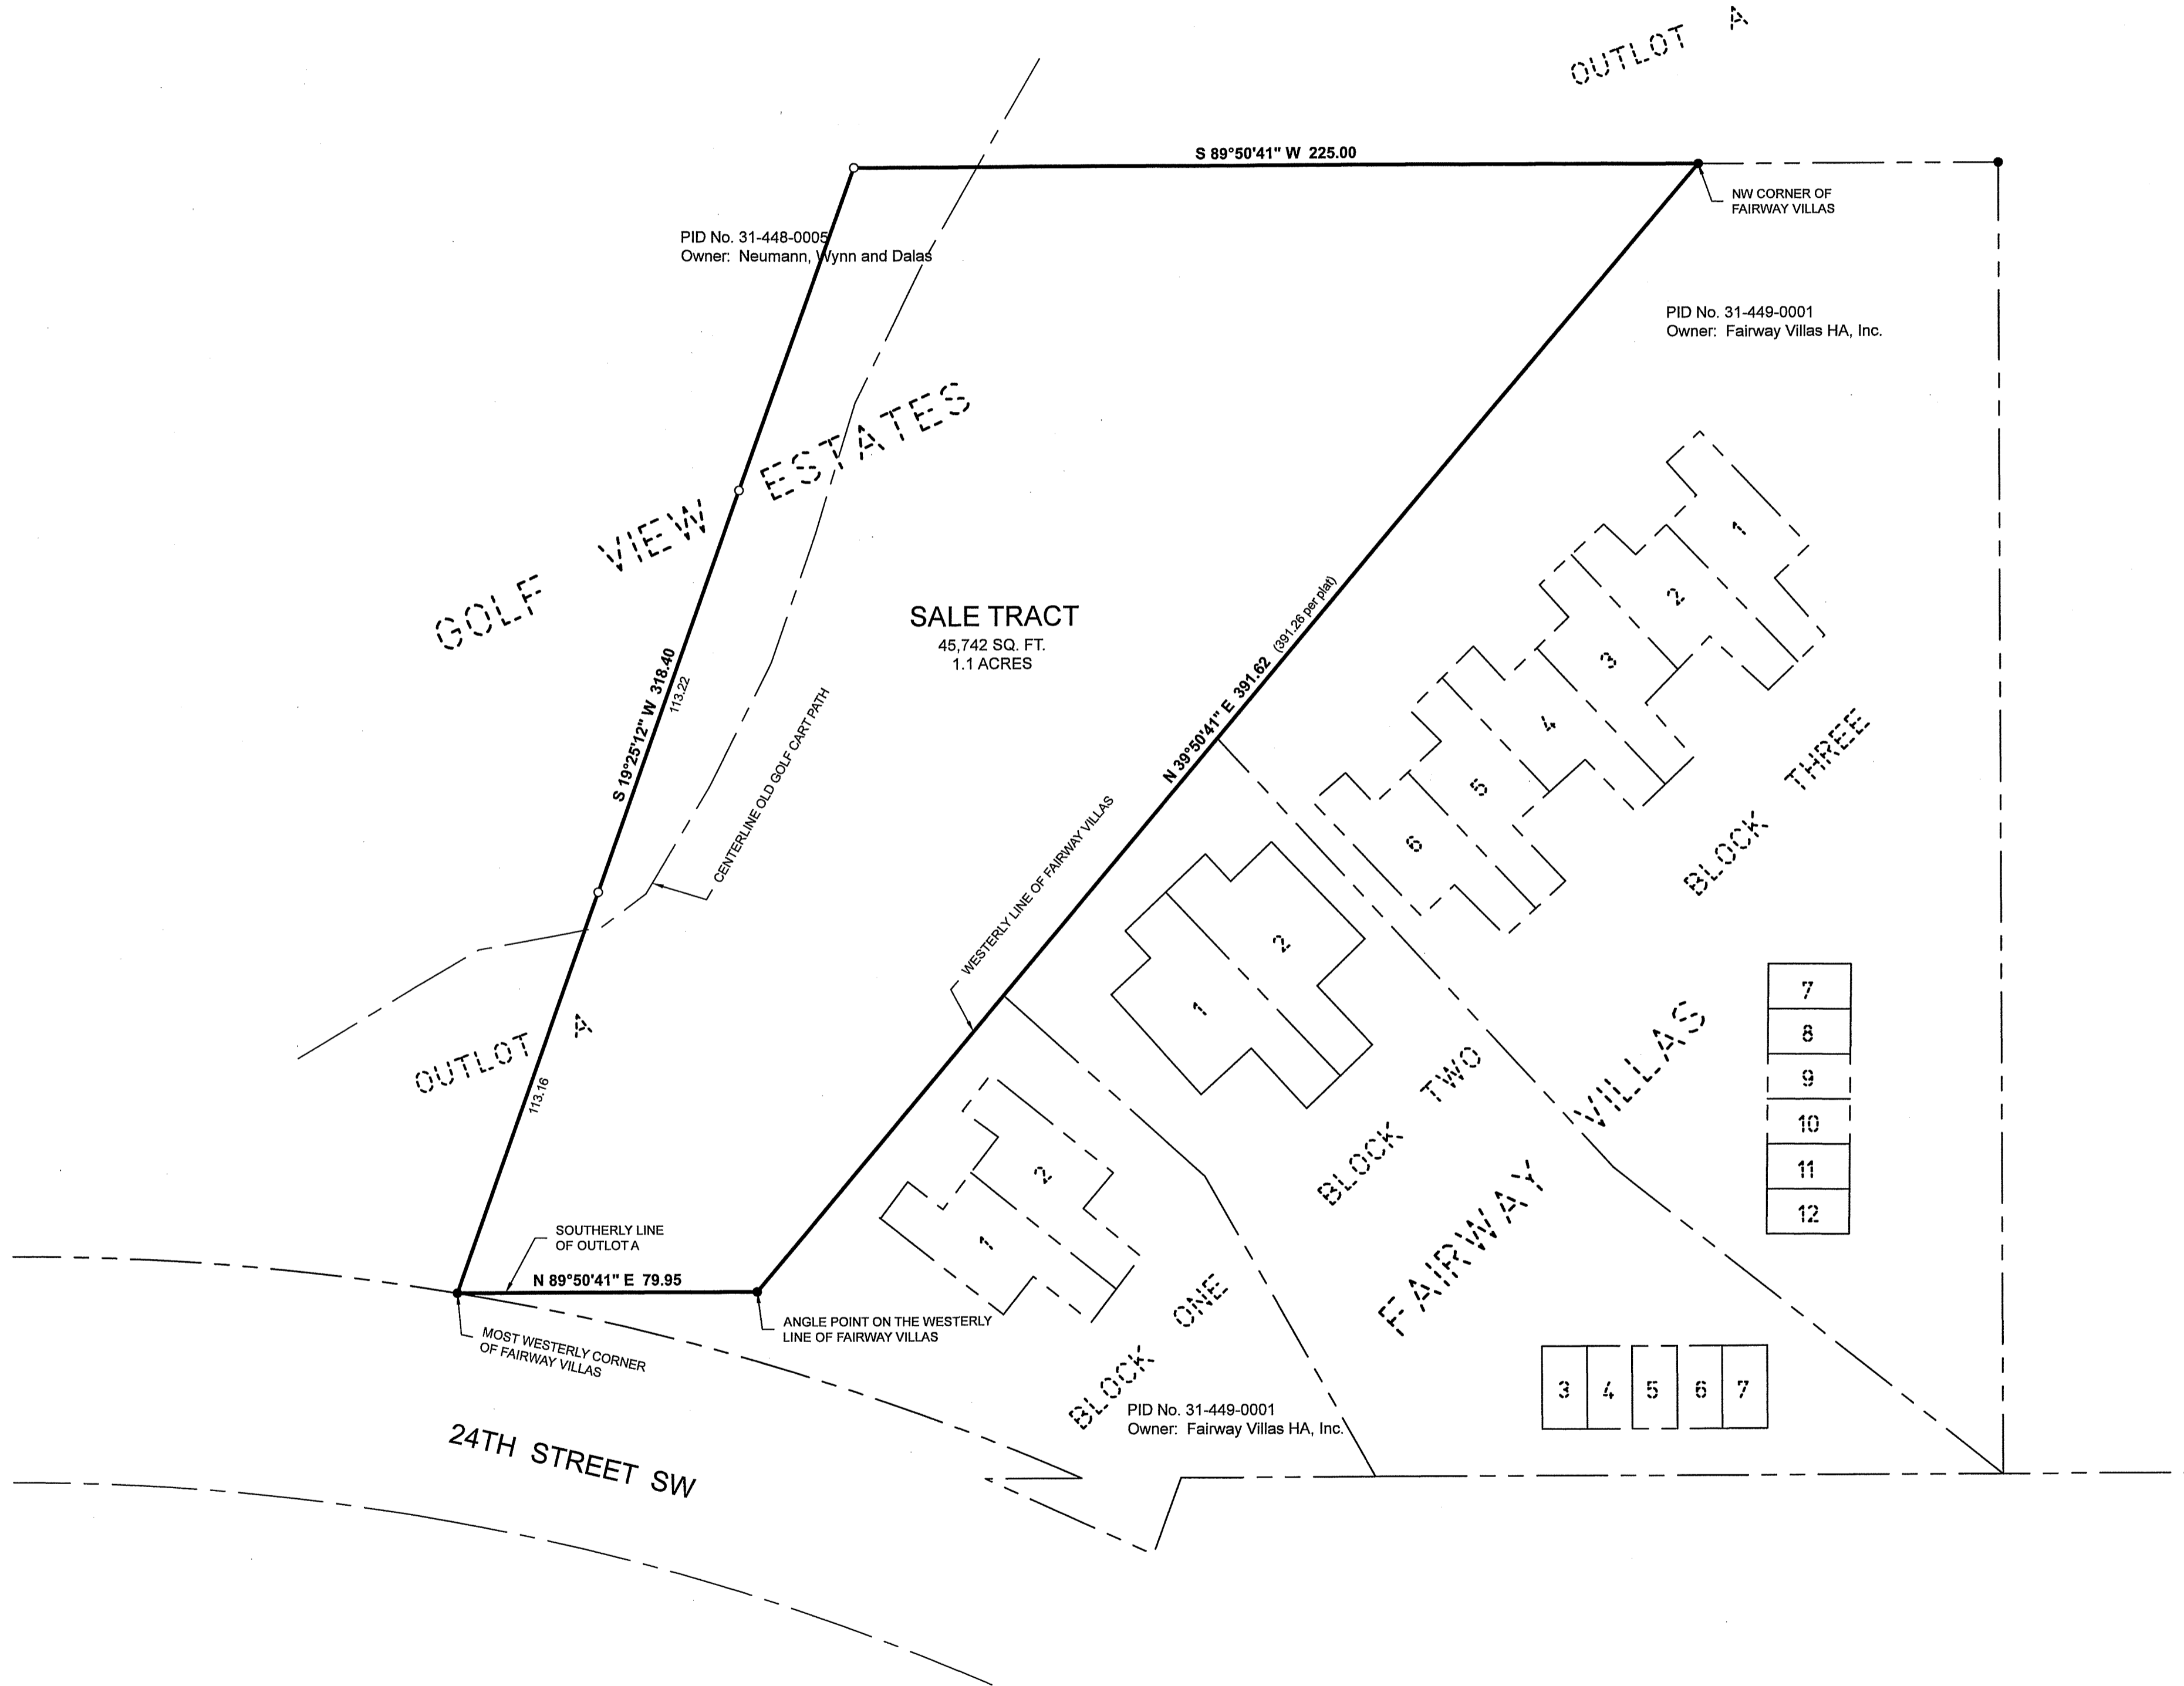 OUTLOT A
S 89°50'41" W 225.00
NW CORNER OF
FAIRWAY VILLAS
PID No. 31-448-0005
Owner: Neumann, Wynn and Dalas
PID No. 31-449-0001
Owner: Fairway Villas HA, Inc.
GOLF VIEW ESTATES
SALE TRACT
45,742 SQ. FT.
1.1 ACRES
S 19°25'12" W 318.40
113.22
N 39°50'41" E 391.62 (391.26 per plat)
CENTERLINE OLD GOLF CART PATH
WESTERLY LINE OF FAIRWAY VILLAS
1
2
3
4
5
6
BLOCK THREE
2
1
7
8
9
10
11
12
OUTLOT A
113.16
BLOCK TWO
FAIRWAY VILLAS
2
1
SOUTHERLY LINE
OF OUTLOT A
N 89°50'41" E 79.95
ANGLE POINT ON THE WESTERLY
LINE OF FAIRWAY VILLAS
MOST WESTERLY CORNER
OF FAIRWAY VILLAS
BLOCK ONE
PID No. 31-449-0001
Owner: Fairway Villas HA, Inc.
3 4 5 6 7
24TH STREET SW